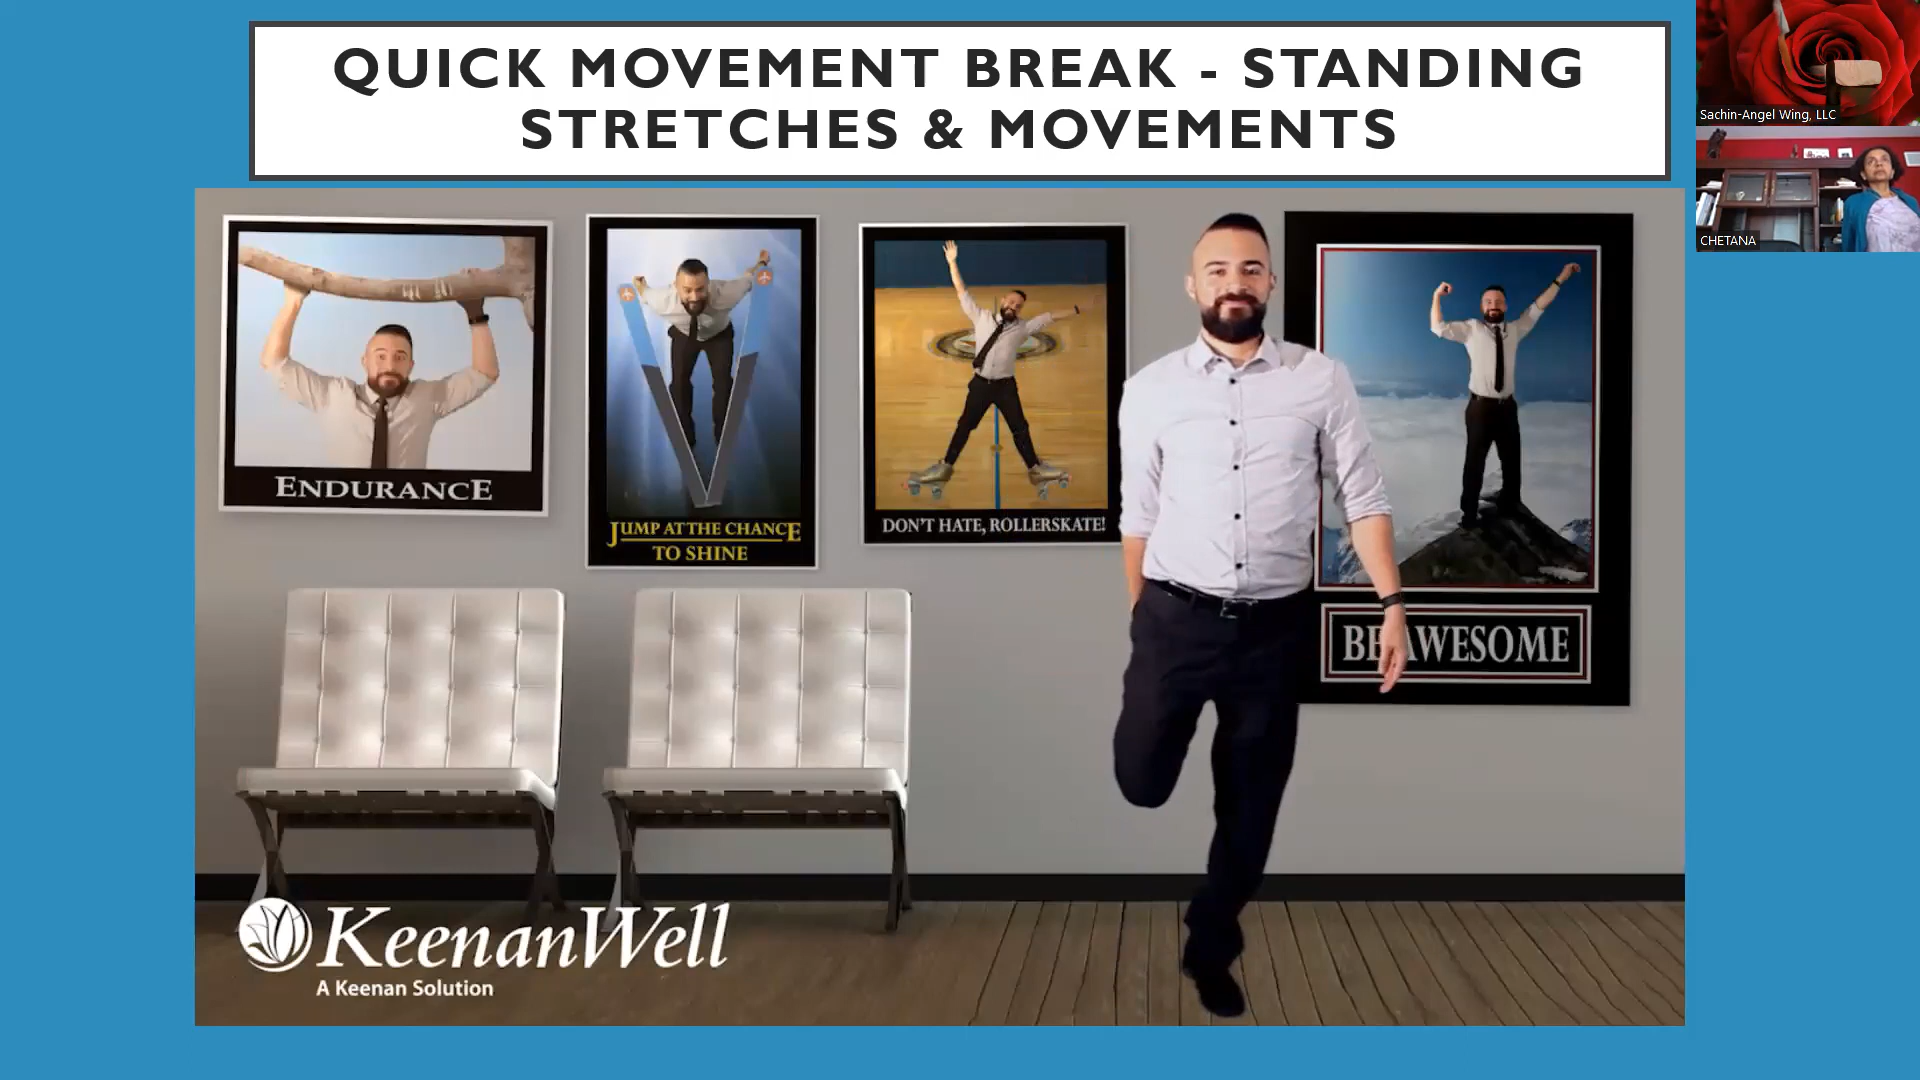 QUICK MOVEMENT BREAK - STANDING
STRETCHES & MOVEMENTS
Sachin-Angel Wing, LLC
CHETANA
ENDURANCE
JUMP AT THE CHANCE
TO SHINE
DON'T HATE, ROLLERSKATE!
BE AWESOME
KeenanWell
A Keenan Solution